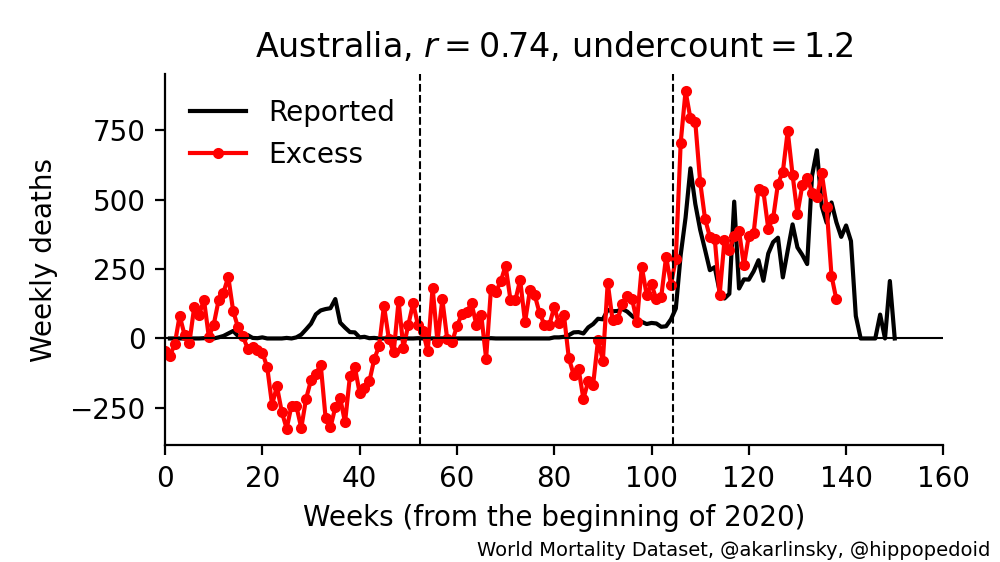 Australia, r = 0.74, undercount = 1.2
Reported
Excess
Weekly deaths
750
500
250
0
−250
0 20 40 60 80 100 120 140 160
Weeks (from the beginning of 2020)
World Mortality Dataset, @akarlinsky, @hippopedoid